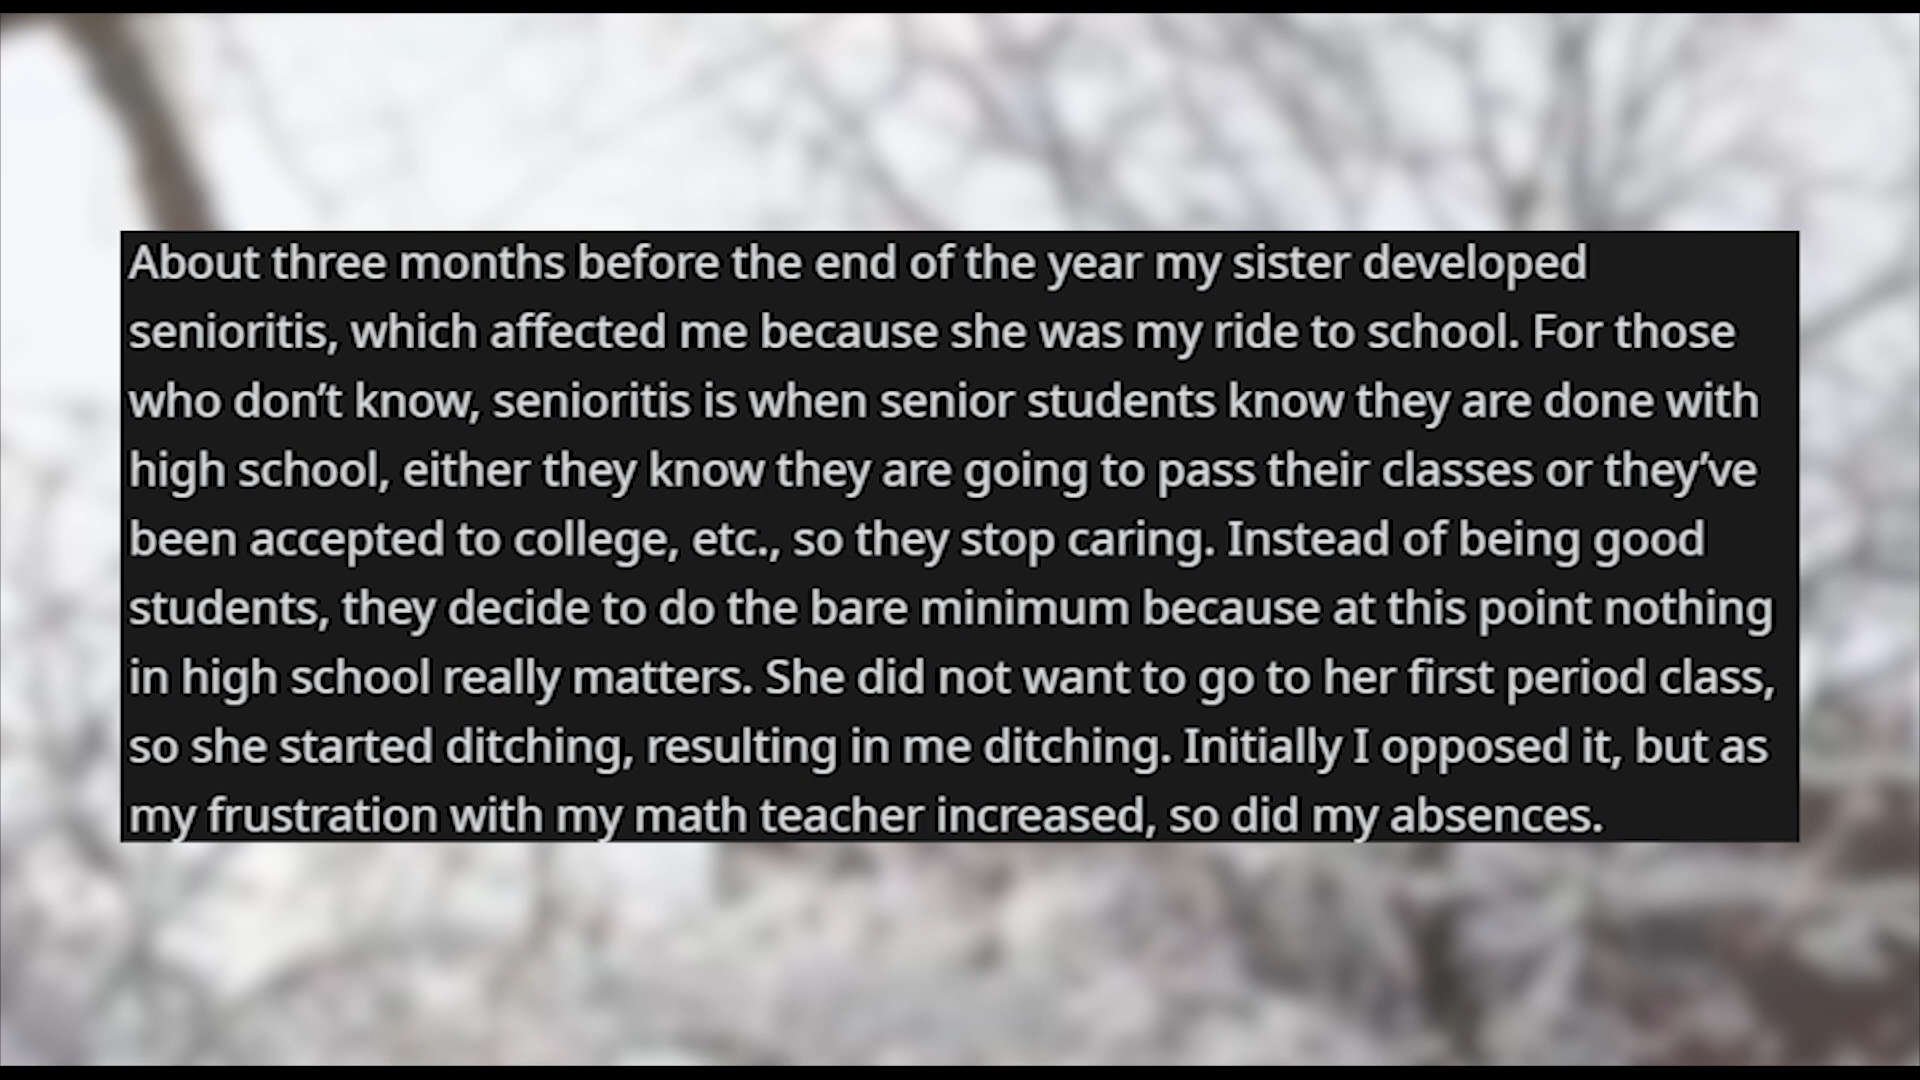 About three months before the end of the year my sister developed
senioritis, which affected me because she was my ride to school. For those
who don’t know, senioritis is when senior students know they are done with
high school, either they know they are going to pass their classes or they’ve
been accepted to college, etc., so they stop caring. Instead of being good
students, they decide to do the bare minimum because at this point nothing
in high school really matters. She did not want to go to her first period class,
so she started ditching, resulting in me ditching. Initially I opposed it, but as
my frustration with my math teacher increased, so did my absences.